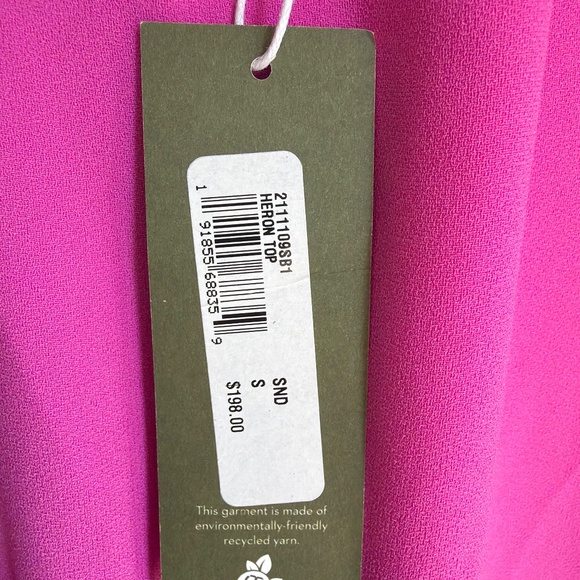 2111109SB1
HERON TOP
1 91855 68835 9
SND
S
$198.00
This garment is made of
environmentally-friendly
recycled yarn.